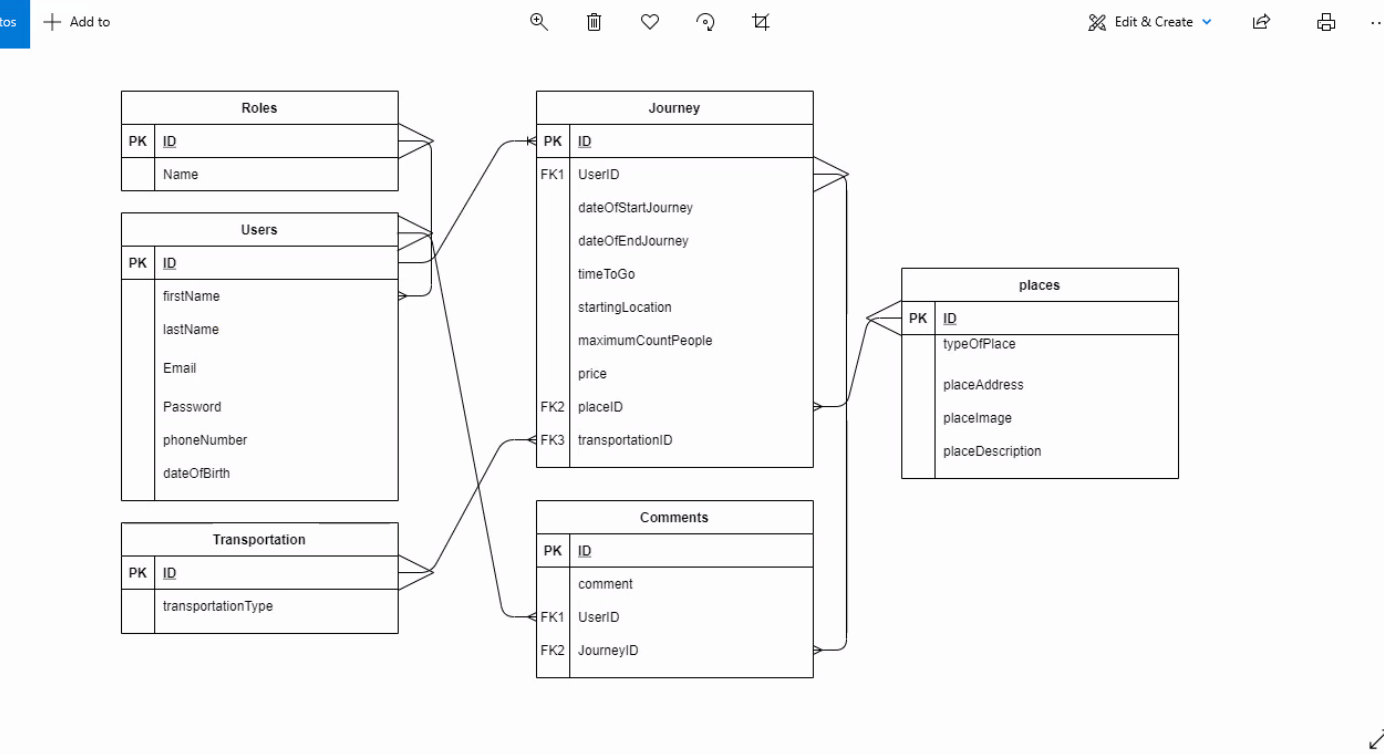 tos
Add to
Edit & Create
Roles
PK ID
Name
Users
PK ID
firstName
lastName
Email
Password
phoneNumber
dateOfBirth
Transportation
PK ID
transportationType
Journey
PK ID
FK1 UserID
dateOfStartJourney
dateOfEndJourney
timeToGo
startingLocation
maximumCountPeople
price
FK2 placeID
FK3 transportationID
Comments
PK ID
comment
FK1 UserID
FK2 JourneyID
places
PK ID
typeOfPlace
placeAddress
placeImage
placeDescription